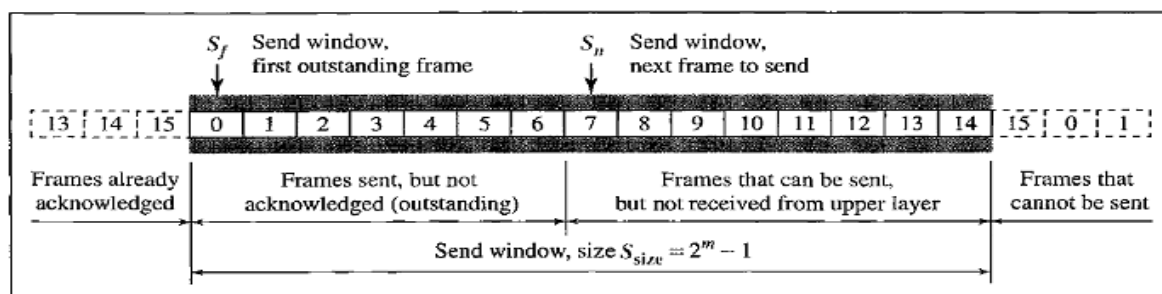 S_f Send window, S_n Send window,
first outstanding frame next frame to send
13 14 15 0 1 2 3 4 5 6 7 8 9 10 11 12 13 14 15 0 1
Frames already Frames sent, but not Frames that can be sent, Frames that
acknowledged acknowledged (outstanding) but not received from upper layer cannot be sent
Send window, size S_size = 2^m − 1